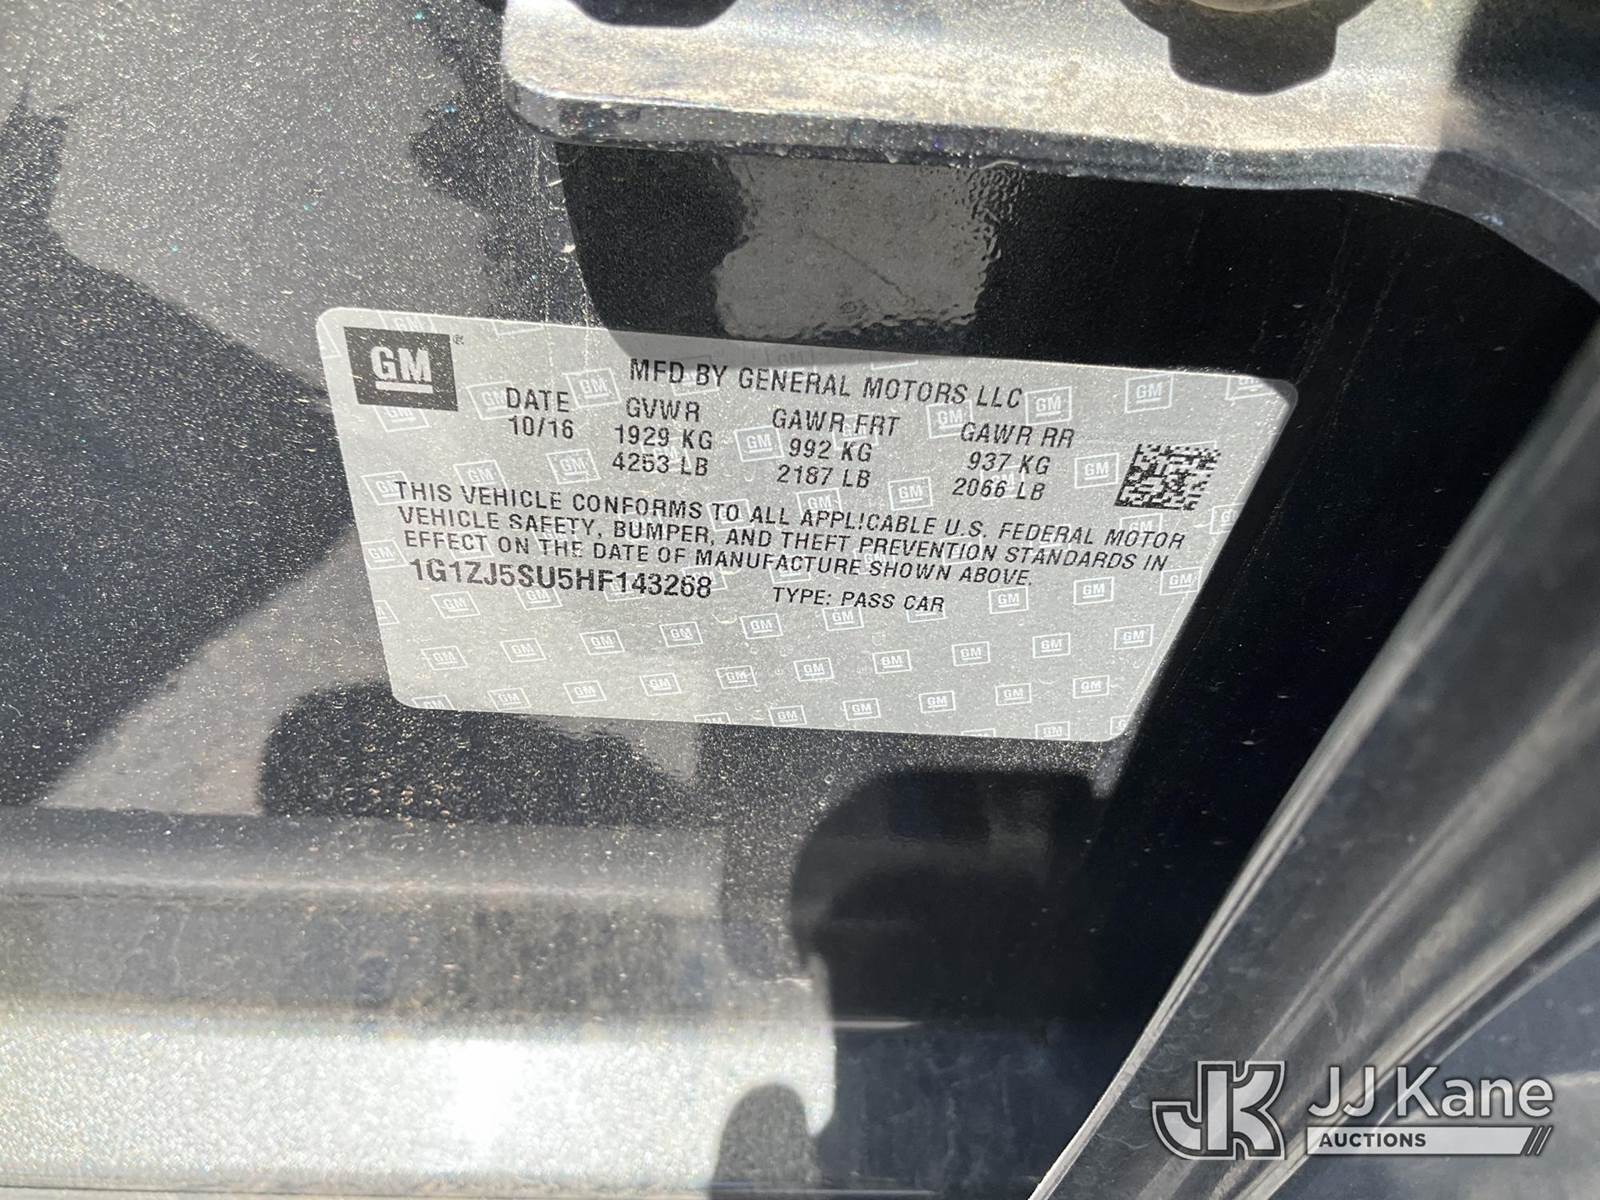 GM®
MFD BY GENERAL MOTORS LLC
DATE GVWR GAWR FRT GAWR RR
10/16 1929 KG 992 KG 937 KG
4253 LB 2187 LB 2066 LB
THIS VEHICLE CONFORMS TO ALL APPLICABLE U.S. FEDERAL MOTOR
VEHICLE SAFETY, BUMPER, AND THEFT PREVENTION STANDARDS IN
EFFECT ON THE DATE OF MANUFACTURE SHOWN ABOVE.
1G1ZJ5SU5HF143268 TYPE: PASS CAR
JK JJ Kane
AUCTIONS